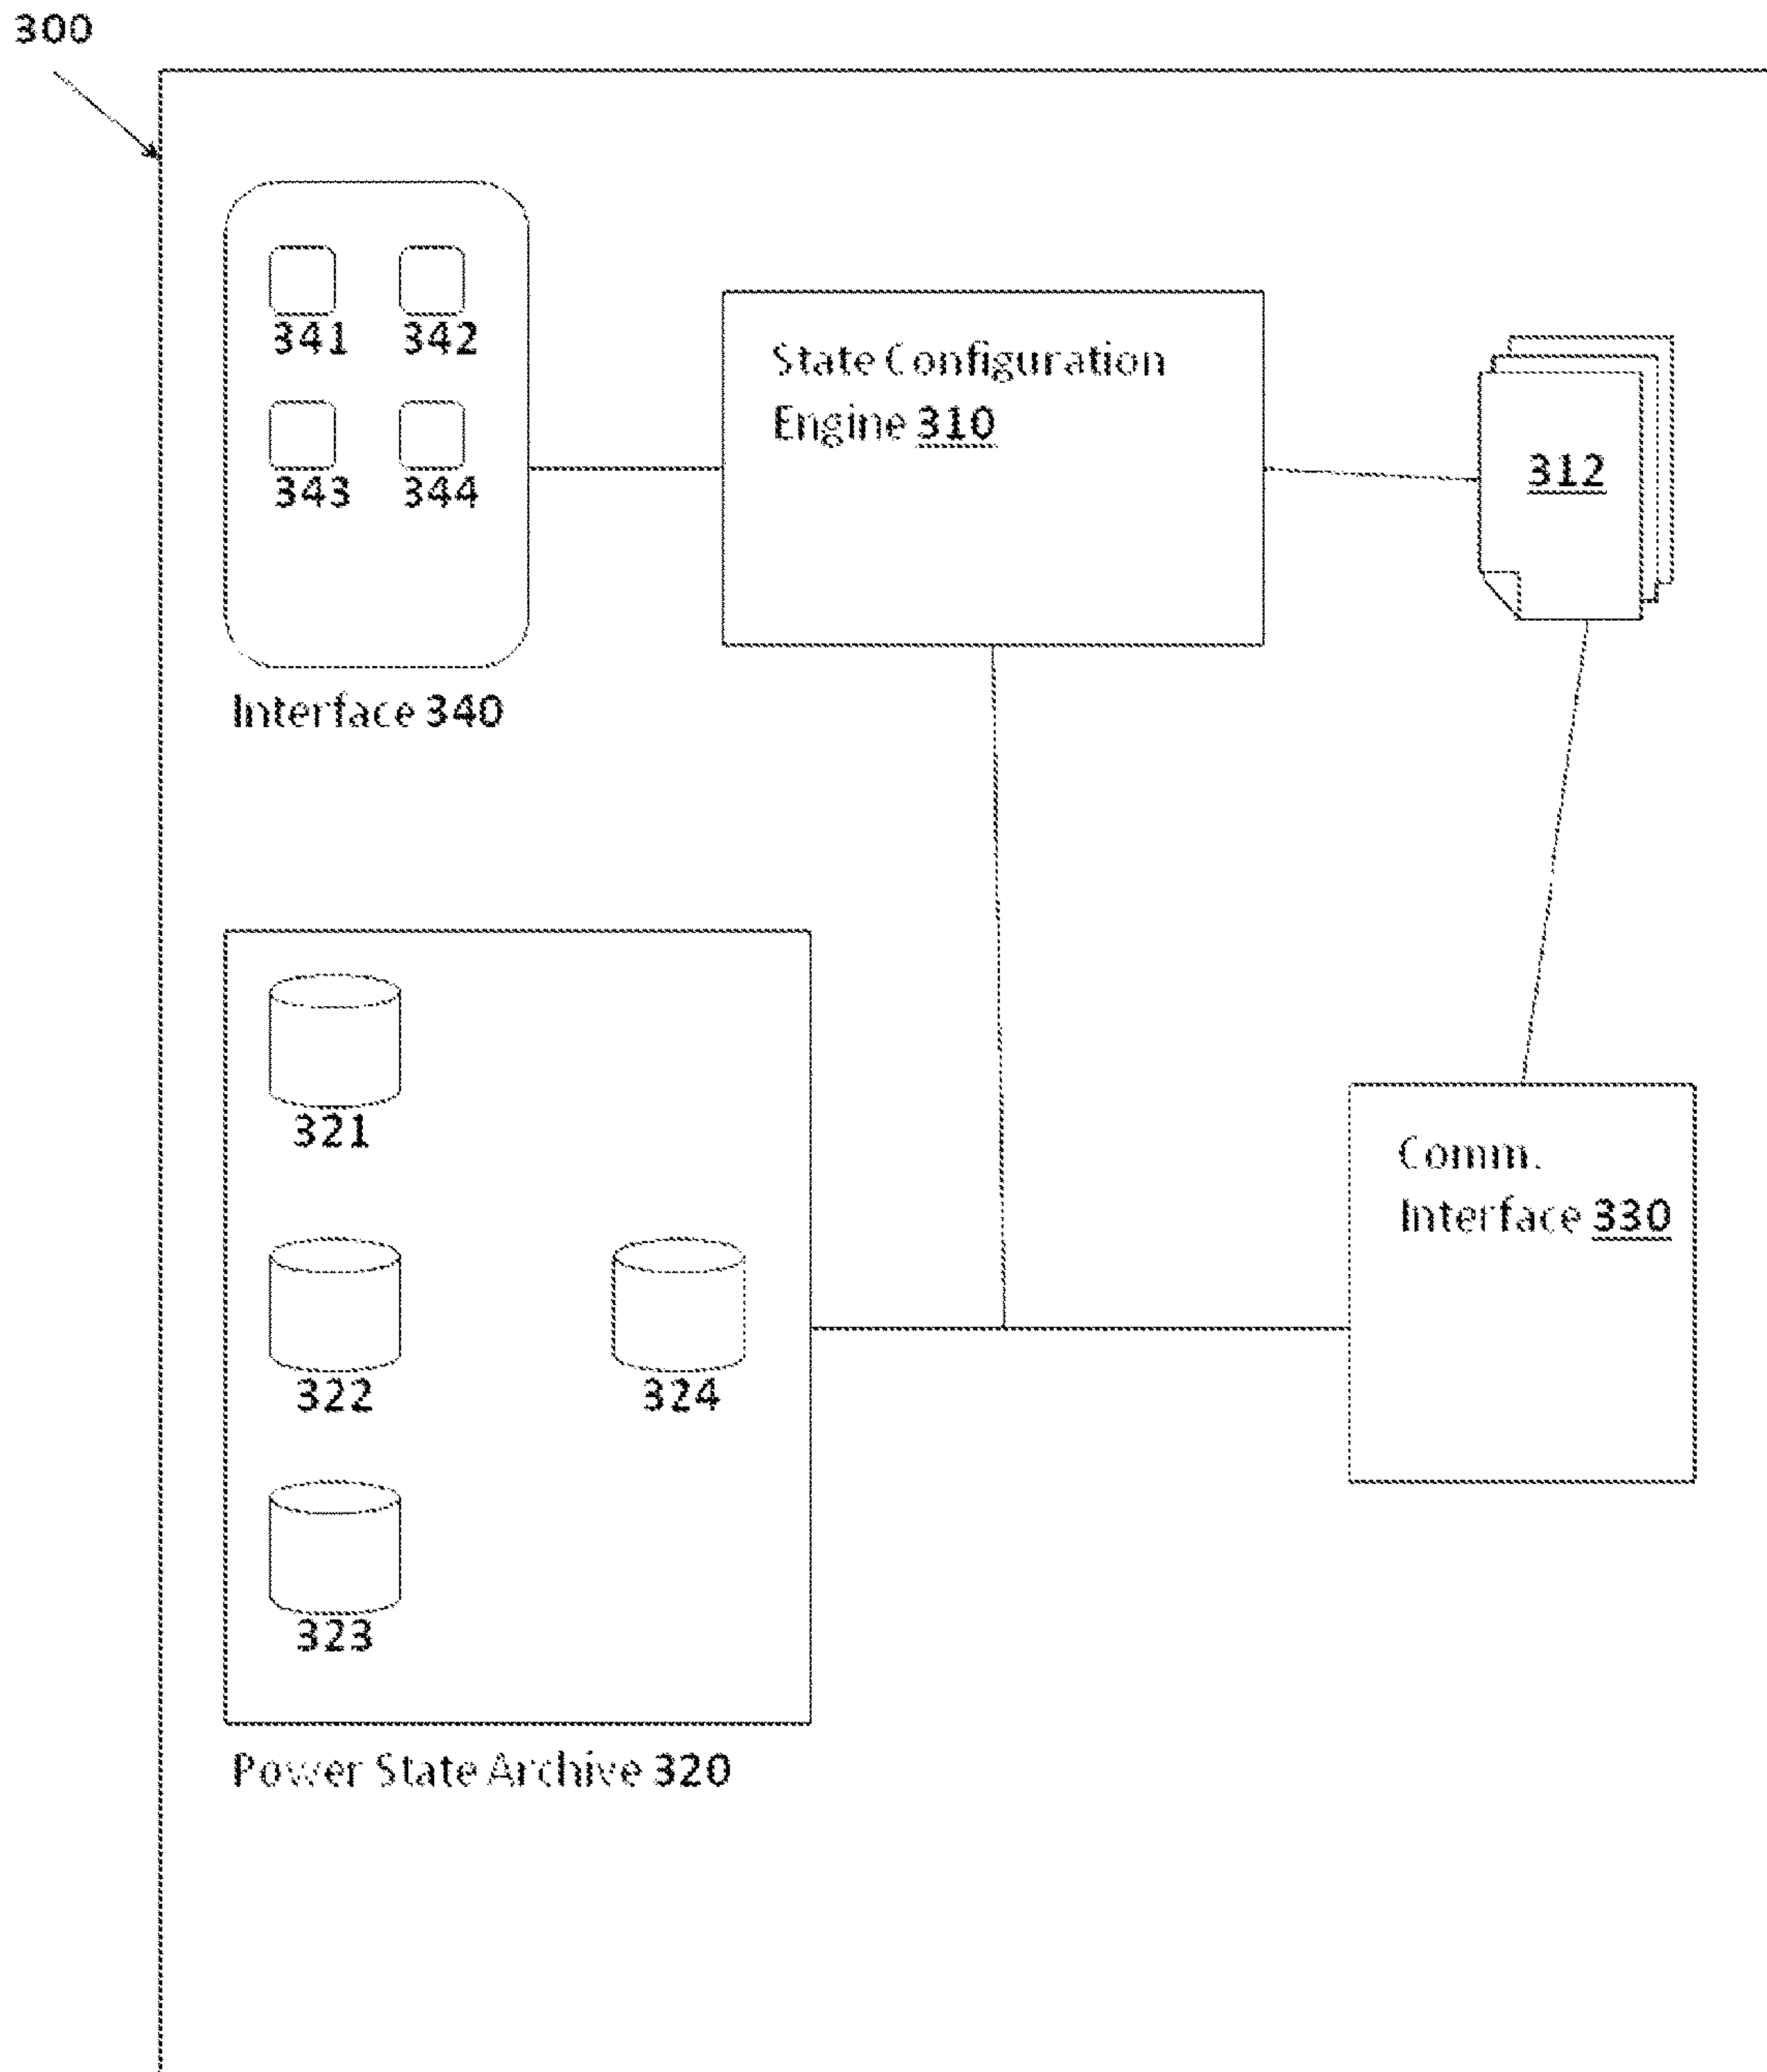 300
341 342
343 344
Interface 340
State Configuration
Engine 310
312
321
322 324
323
Power State Archive 320
Comm.
Interface 330